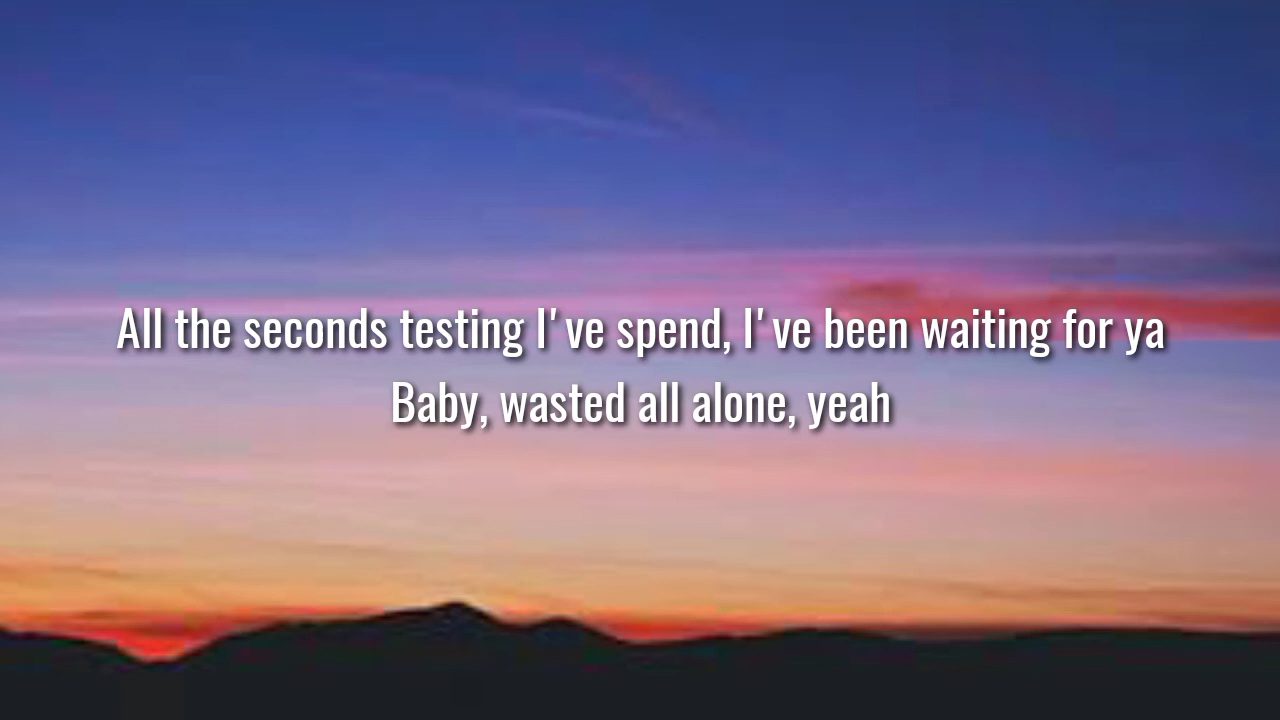 All the seconds testing I've spend, I've been waiting for ya
Baby, wasted all alone, yeah